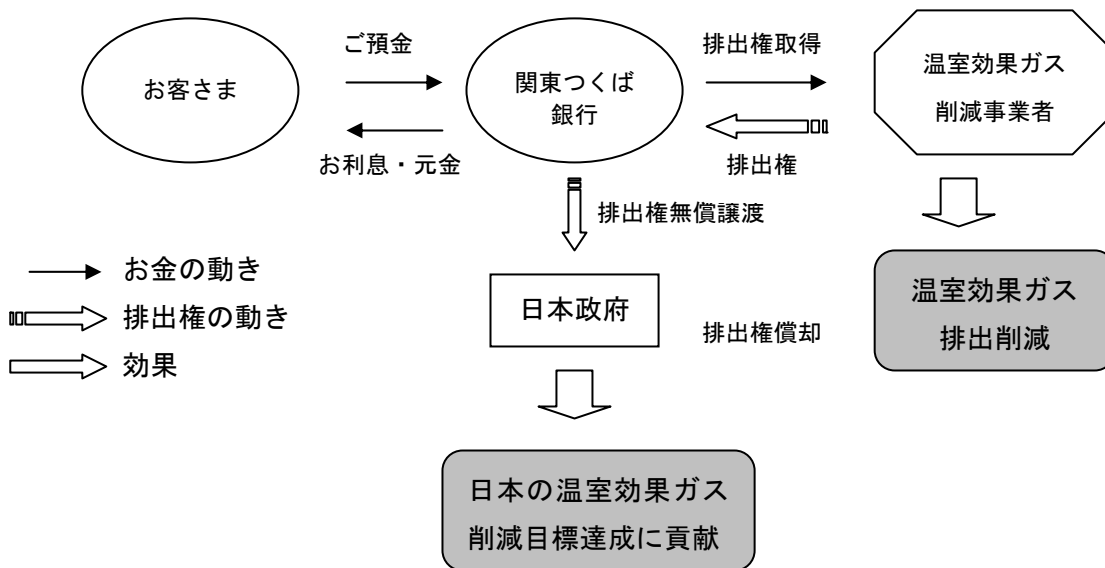 ご預金
排出権取得
お客さま
関東つくば
銀行
温室効果ガス
削減事業者
お利息・元金
排出権
排出権無償譲渡
お金の動き
排出権の動き
効果
日本政府
排出権償却
温室効果ガス
排出削減
日本の温室効果ガス
削減目標達成に貢献